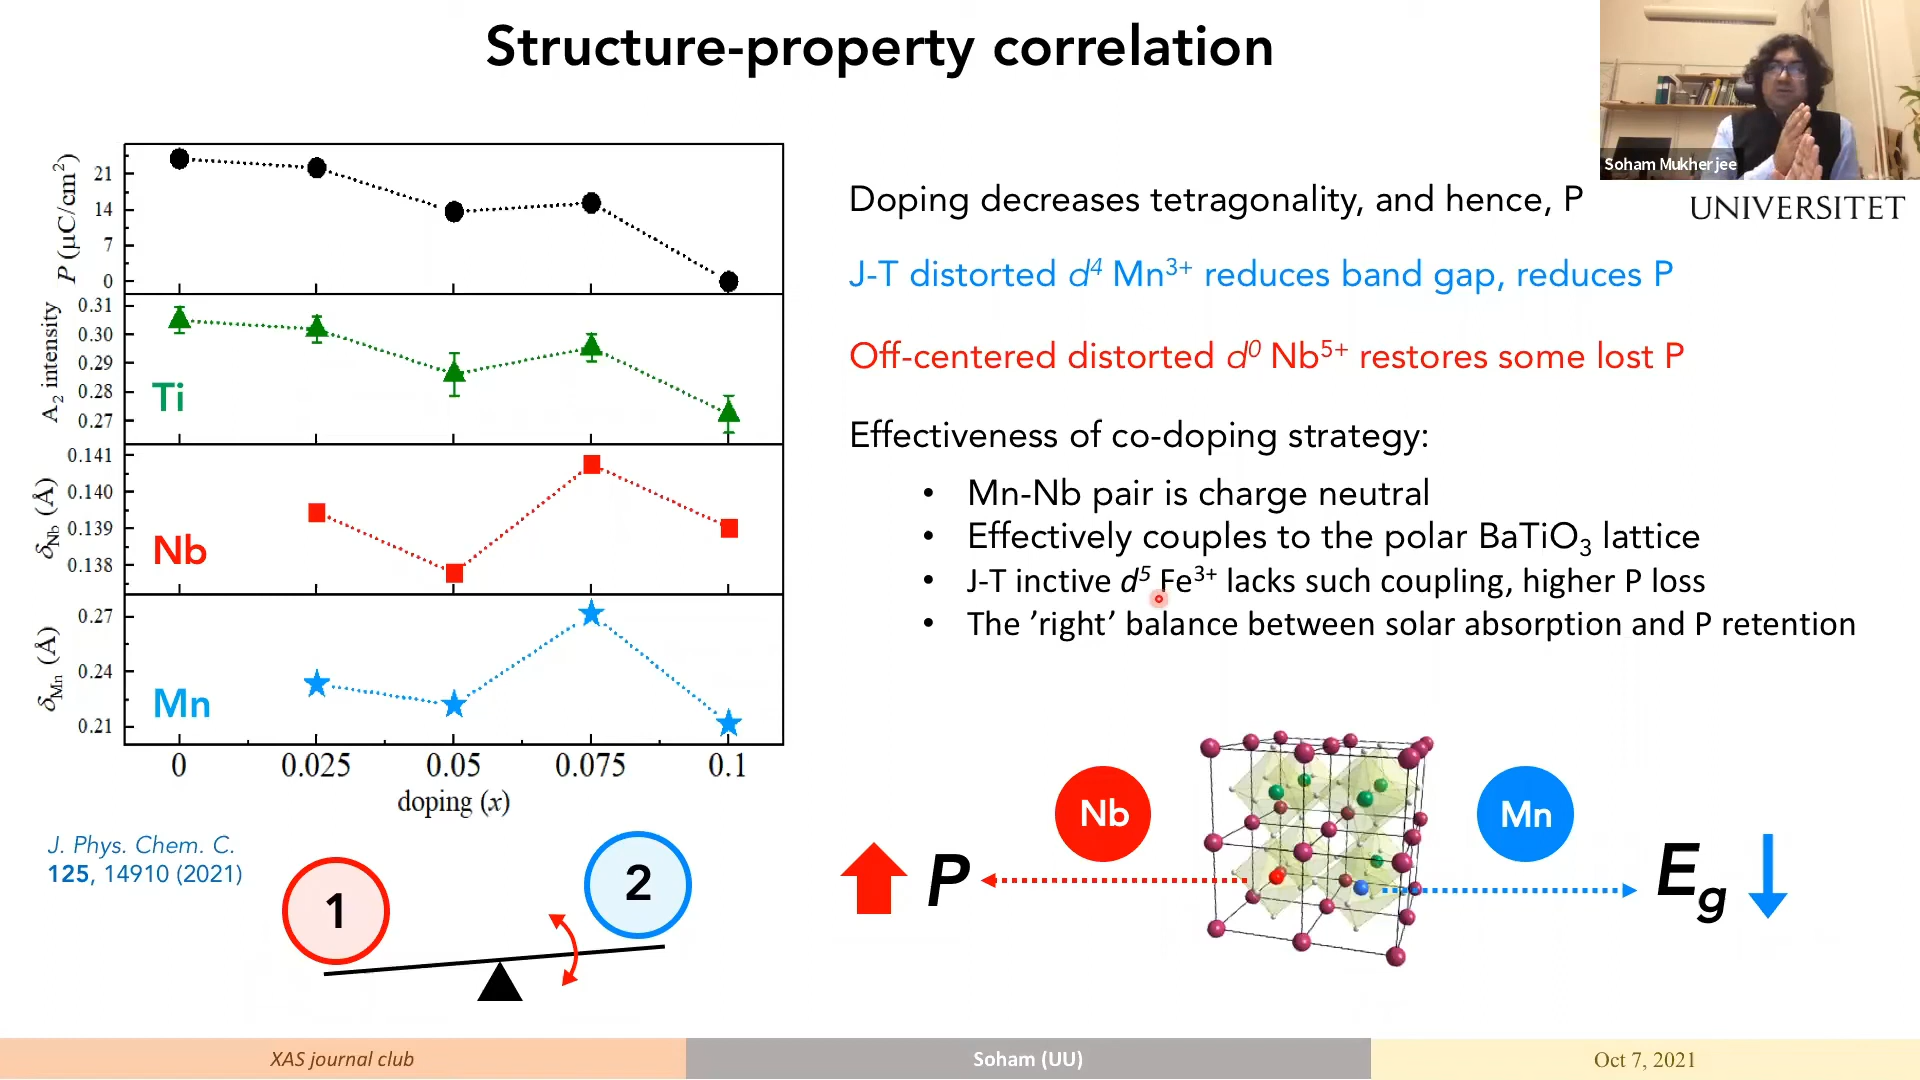 Structure-property correlation
Soham Mukherjee
UNIVERSITET
P (μC/cm²)
21
14
7
0
A₂ intensity
0.31
0.30
0.29
0.28
0.27
Ti
δNb (Å)
0.141
0.140
0.139
0.138
Nb
δMn (Å)
0.27
0.24
0.21
Mn
0 0.025 0.05 0.075 0.1
doping (x)
Doping decreases tetragonality, and hence, P
J-T distorted d⁴ Mn³⁺ reduces band gap, reduces P
Off-centered distorted d⁰ Nb⁵⁺ restores some lost P
Effectiveness of co-doping strategy:
• Mn-Nb pair is charge neutral
• Effectively couples to the polar BaTiO₃ lattice
• J-T inctive d⁵ Fe³⁺ lacks such coupling, higher P loss
• The ’right’ balance between solar absorption and P retention
J. Phys. Chem. C.
125, 14910 (2021)
1
2
P
Nb
Mn
Eg
XAS journal club
Soham (UU)
Oct 7, 2021